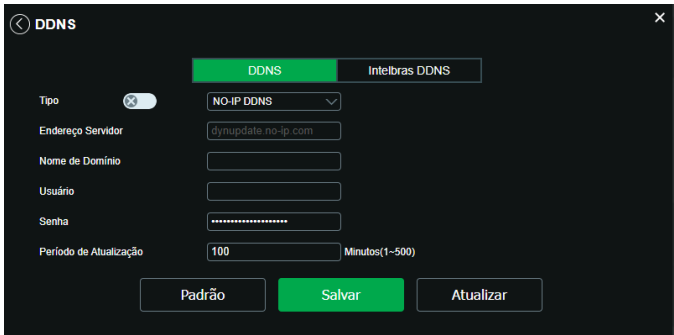 DDNS
DDNS Intelbras DDNS
Tipo NO-IP DDNS
Endereço Servidor dynupdate.no-ip.com
Nome de Domínio
Usuário
Senha •••••••••••••••••••
Período de Atualização 100 Minutos(1~500)
Padrão Salvar Atualizar